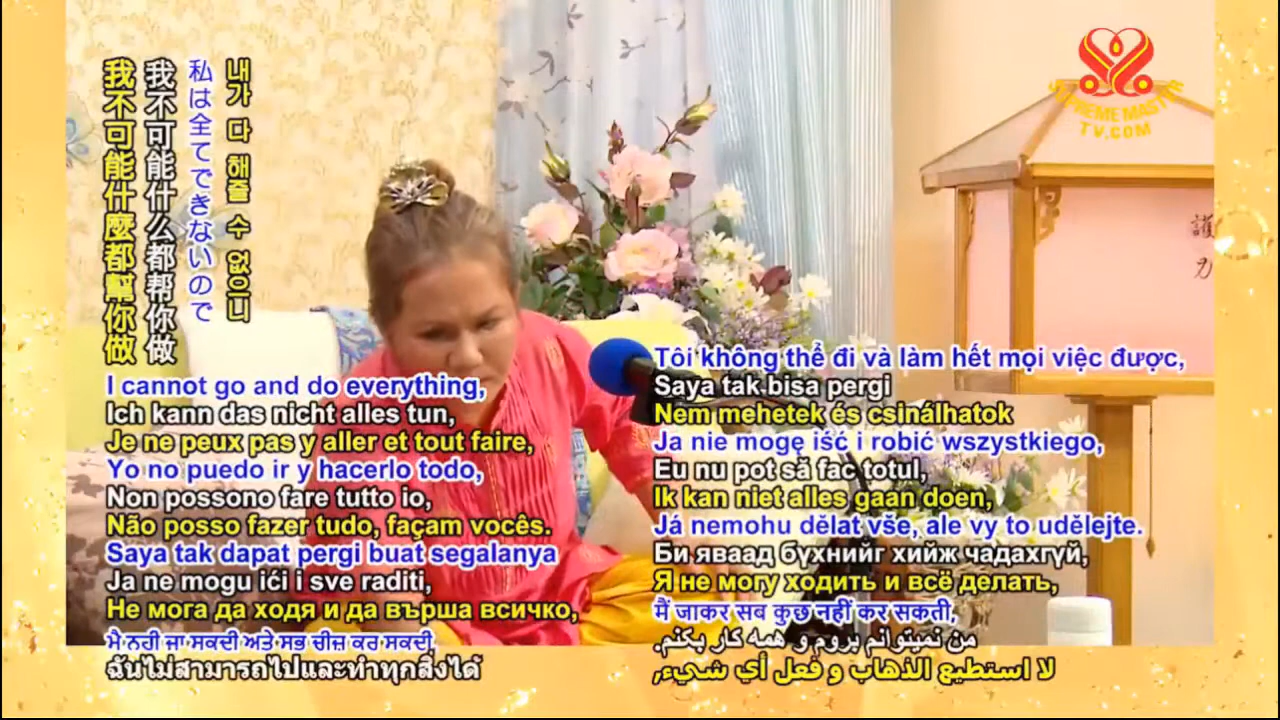 我不可能什麼都幫你做
我不可能什么都帮你做
私は全てできないので
내가 다 해줄 수 없으니
I cannot go and do everything,
Ich kann das nicht alles tun,
Je ne peux pas y aller et tout faire,
Yo no puedo ir y hacerlo todo,
Non possono fare tutto io,
Não posso fazer tudo, façam vocês.
Saya tak dapat pergi buat segalanya
Ja ne mogu ići i sve raditi,
Не мога да ходя и да върша всичко,
ਮੈ ਨਹੀ ਜਾ ਸਕਦੀ ਅਤੇ ਸਭ ਚੀਜ਼ ਕਰ ਸਕਦੀ,
ฉันไม่สามารถไปและทำทุกสิ่งได้
Tôi không thể đi và làm hết mọi việc được,
Saya tak bisa pergi
Nem mehetek és csinálhatok
Ja nie mogę iść i robić wszystkiego,
Eu nu pot să fac totul,
Ik kan niet alles gaan doen,
Já nemohu dělat vše, ale vy to udělejte.
Би яваад бүхнийг хийж чадахгүй,
Я не могу ходить и всё делать,
मैं जाकर सब कुछ नहीं कर सकती,
من نمیتوانم بروم و همه کار بکنم.
لا استطيع الذهاب و فعل أي شيء,
SUPREME MASTER
TV.COM
護
力